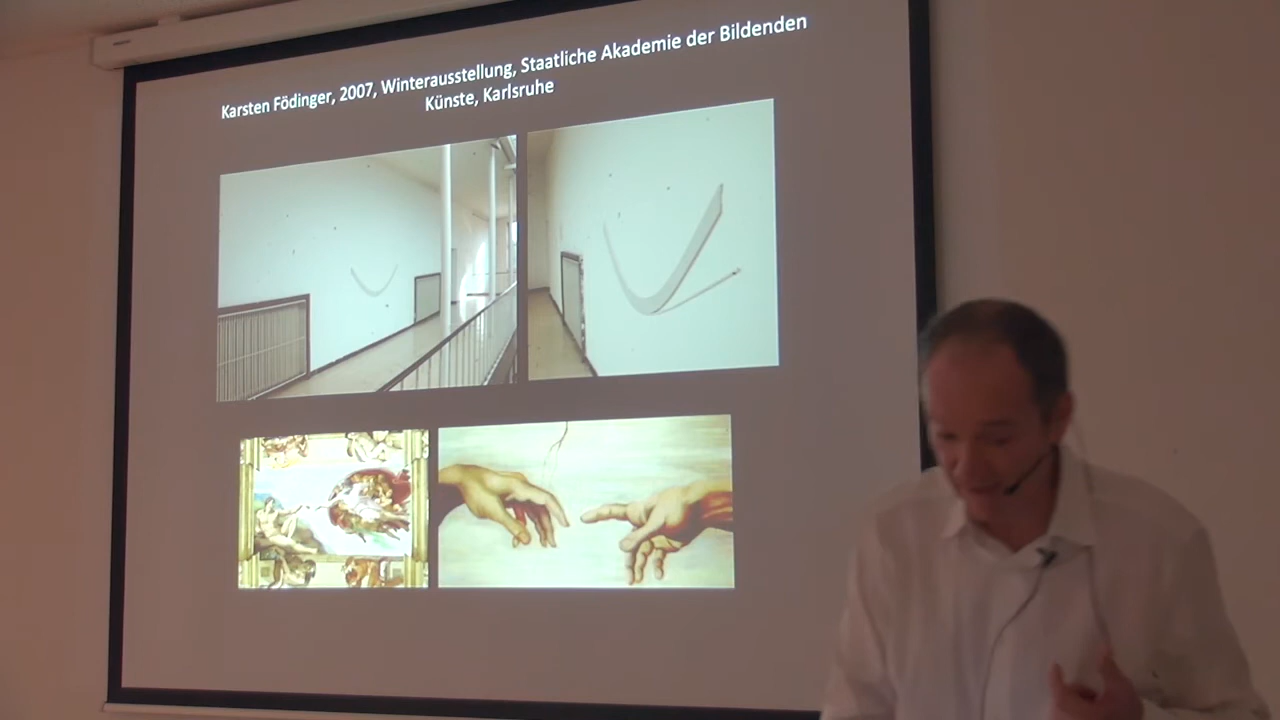 Karsten Födinger, 2007, Winterausstellung, Staatliche Akademie der Bildenden
Künste, Karlsruhe